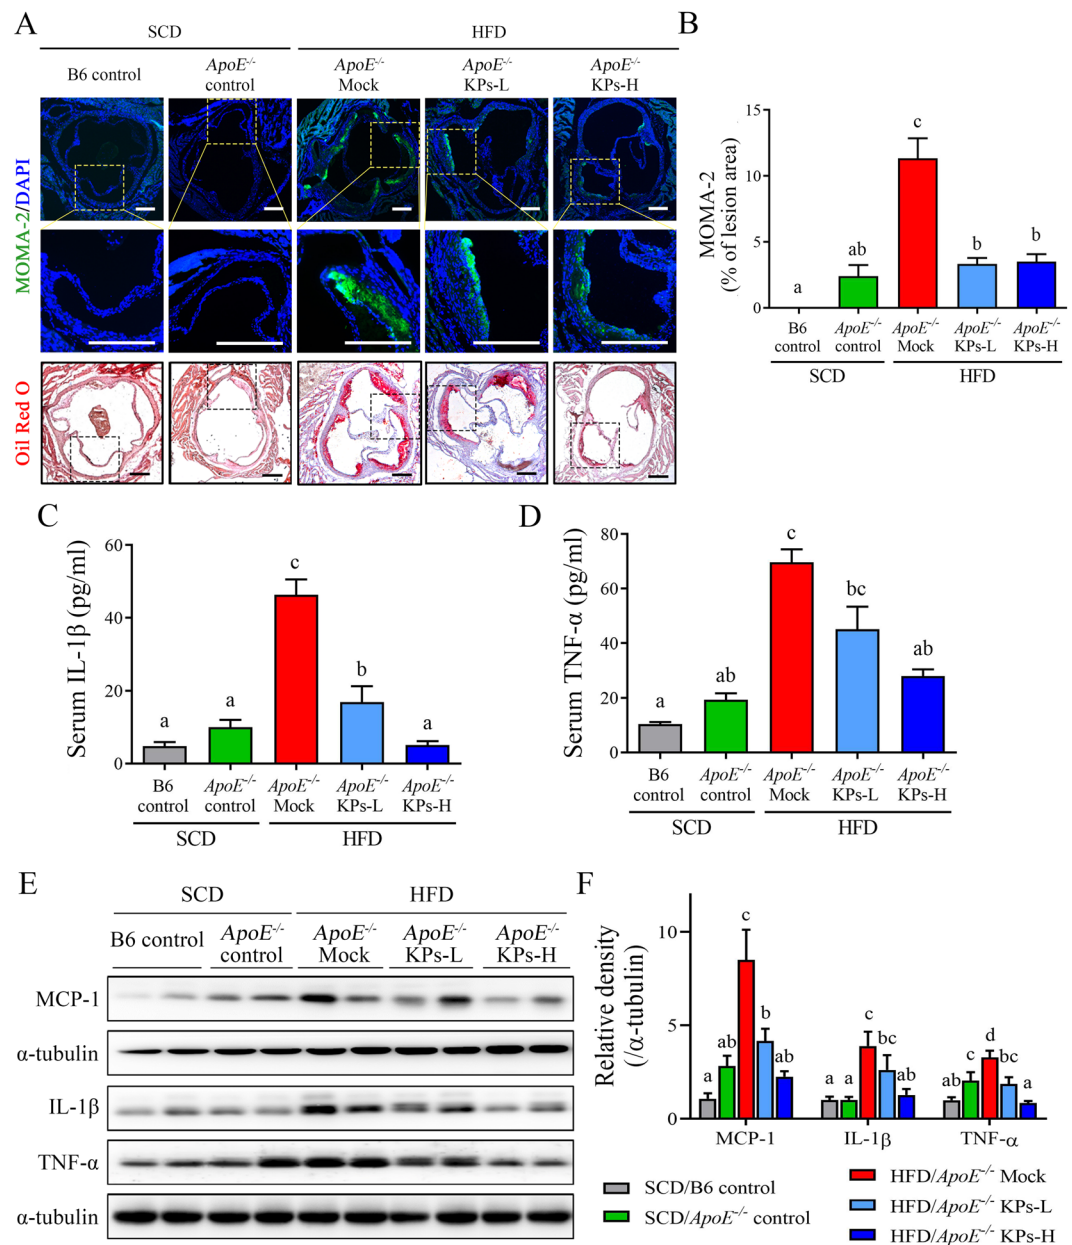 A
SCD
HFD
B6 control
ApoE-/-
control
ApoE-/-
Mock
ApoE-/-
KPs-L
ApoE-/-
KPs-H
MOMA-2/DAPI
Oil Red O
B
MOMA-2
(% of lesion area)
15
10
5
0
a
ab
c
b
b
B6
control
ApoE-/-
control
ApoE-/-
Mock
ApoE-/-
KPs-L
ApoE-/-
KPs-H
SCD
HFD
C
Serum IL-1β (pg/ml)
60
40
20
0
a
a
c
b
a
B6
control
ApoE-/-
control
ApoE-/-
Mock
ApoE-/-
KPs-L
ApoE-/-
KPs-H
SCD
HFD
D
Serum TNF-α (pg/ml)
80
60
40
20
0
a
ab
c
bc
ab
B6
control
ApoE-/-
control
ApoE-/-
Mock
ApoE-/-
KPs-L
ApoE-/-
KPs-H
SCD
HFD
E
SCD
HFD
B6 control
ApoE-/-
control
ApoE-/-
Mock
ApoE-/-
KPs-L
ApoE-/-
KPs-H
MCP-1
α-tubulin
IL-1β
TNF-α
α-tubulin
F
Relative density
(/α-tubulin)
10
5
0
a
ab
c
b
ab
a
a
c
bc
ab
ab
c
d
bc
a
MCP-1
IL-1β
TNF-α
SCD/B6 control
SCD/ApoE-/- control
HFD/ApoE-/- Mock
HFD/ApoE-/- KPs-L
HFD/ApoE-/- KPs-H